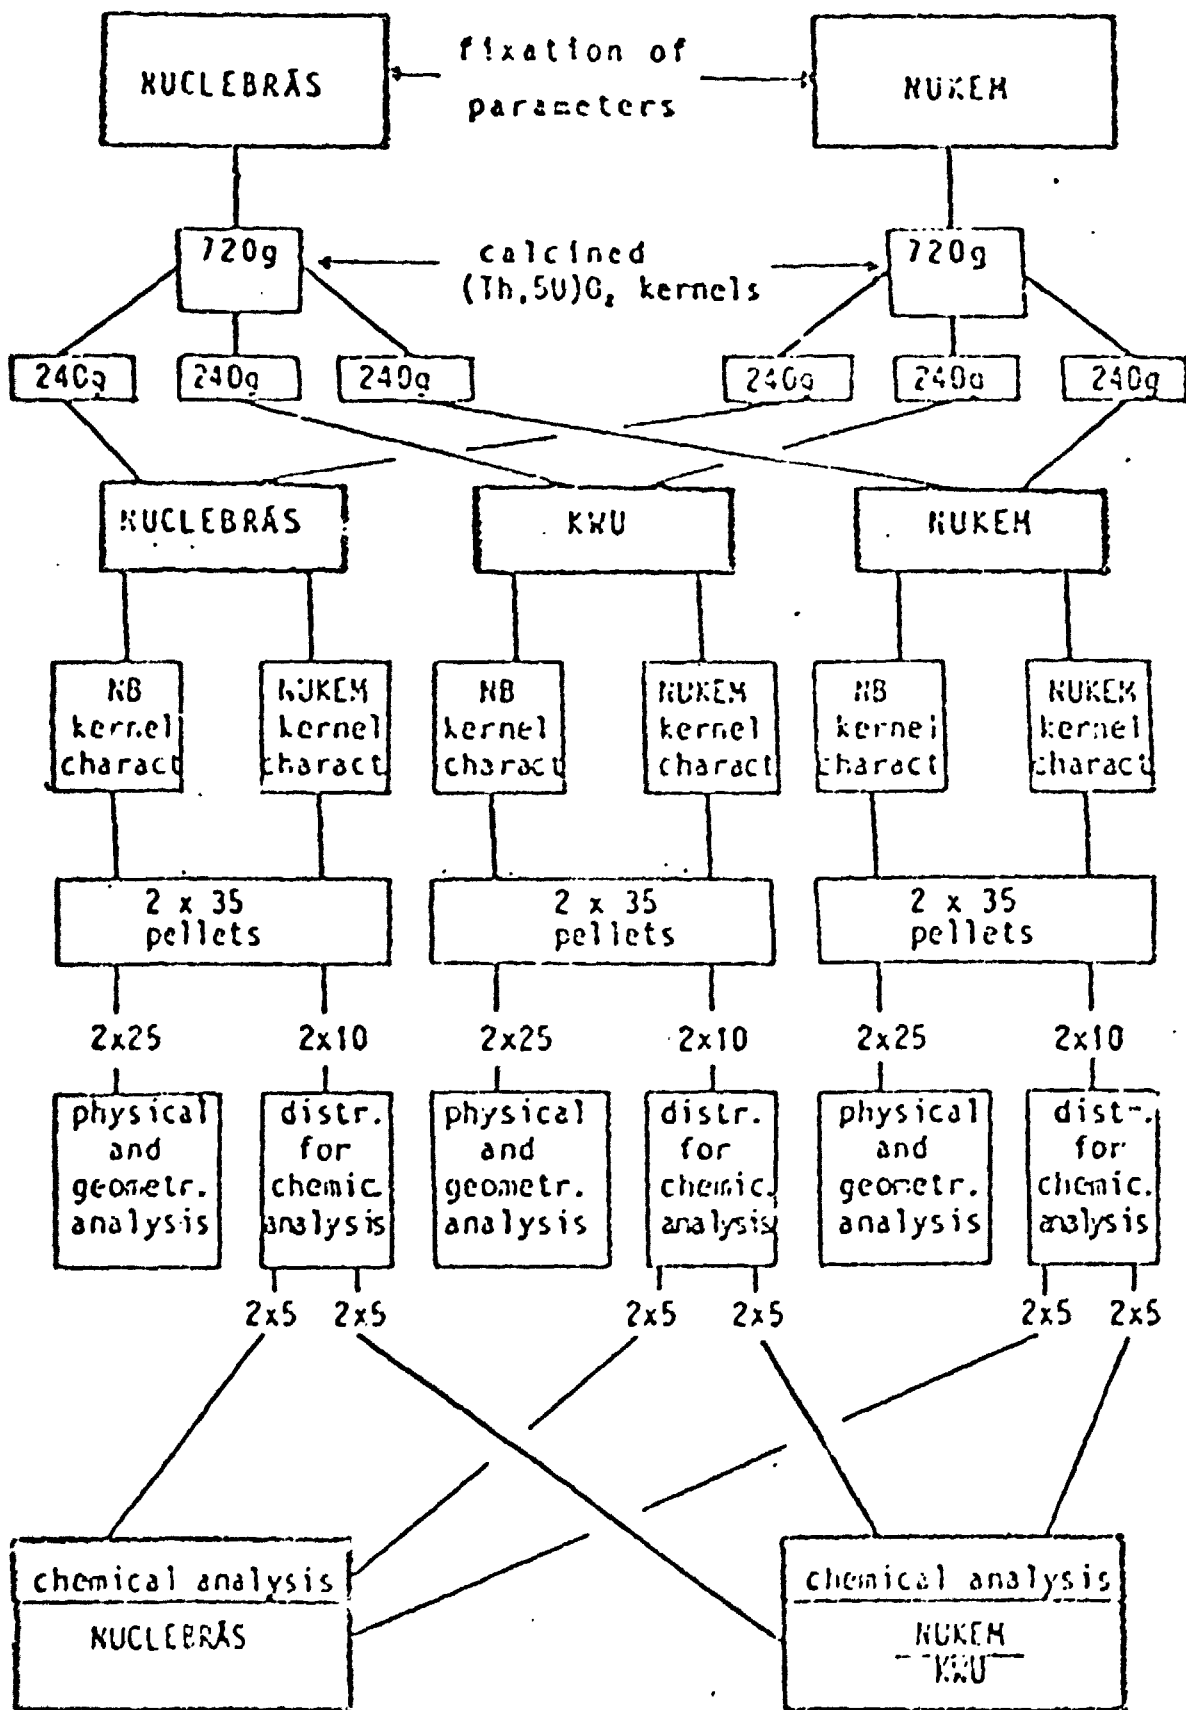 NUCLEBRÁS
fixation of
parameters
NUKEM
720g
calcined
(Th,5U)O₂ kernels
720g
240g
240g
240g
240g
240g
240g
NUCLEBRÁS
KWU
NUKEM
NB
kernel
charact
NUKEM
kernel
charact
NB
kernel
charact
NUKEM
kernel
charact
NB
kernel
charact
NUKEM
kernel
charact
2 x 35
pellets
2 x 35
pellets
2 x 35
pellets
2x25
2x10
2x25
2x10
2x25
2x10
physical
and
geometr.
analysis
distr.
for
chemic.
analysis
physical
and
geometr.
analysis
distr.
for
chemic.
analysis
physical
and
geometr.
analysis
distr.
for
chemic.
analysis
2x5
2x5
2x5
2x5
2x5
2x5
chemical analysis
NUCLEBRÁS
chemical analysis
NUKEM
KWU